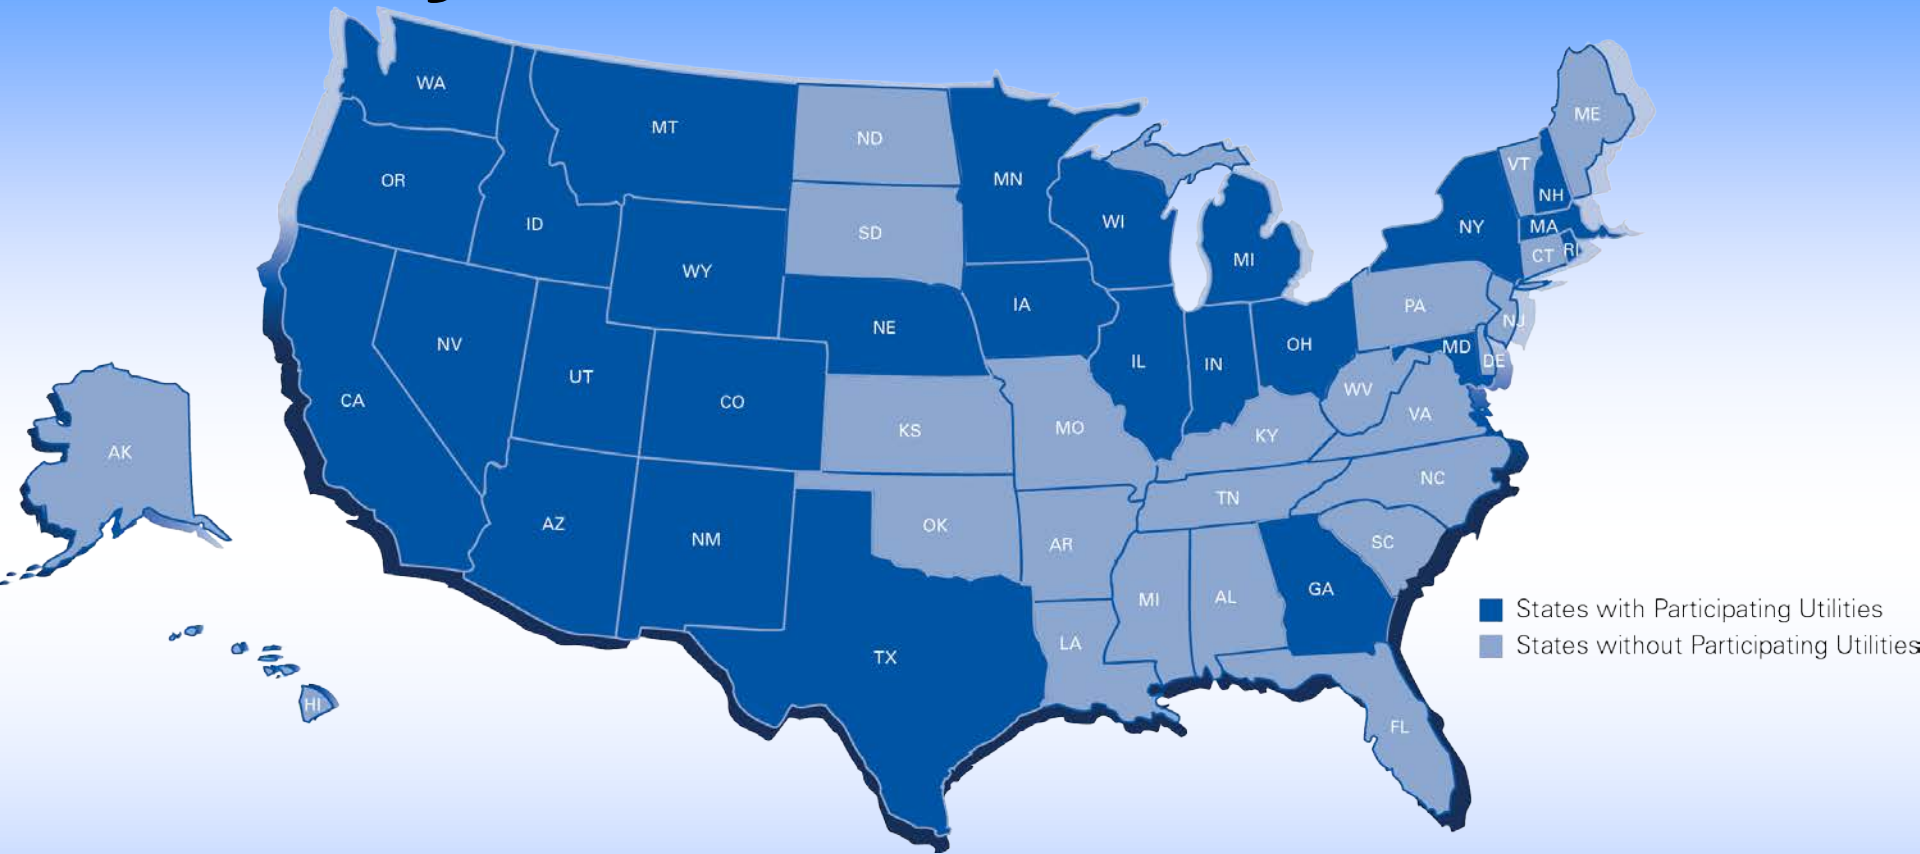 WA
MT
ND
MN
ME
VT
NH
OR
ID
SD
WI
NY
MA
WY
MI
CT
RI
IA
PA
NJ
NE
NV
IL
IN
OH
MD
DE
UT
CA
CO
WV
VA
KS
MO
KY
AK
NC
TN
AZ
NM
OK
AR
SC
GA
MI
AL
States with Participating Utilities
LA
States without Participating Utilities
TX
HI
FL